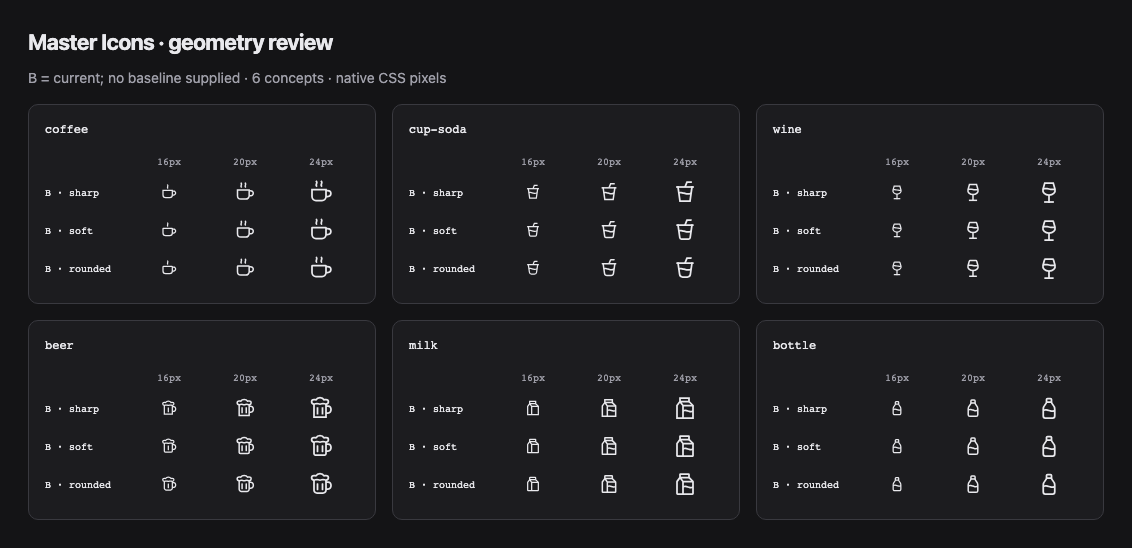 Master Icons · geometry review
B = current; no baseline supplied · 6 concepts · native CSS pixels
coffee
16px 20px 24px
B · sharp
B · soft
B · rounded
cup-soda
16px 20px 24px
B · sharp
B · soft
B · rounded
wine
16px 20px 24px
B · sharp
B · soft
B · rounded
beer
16px 20px 24px
B · sharp
B · soft
B · rounded
milk
16px 20px 24px
B · sharp
B · soft
B · rounded
bottle
16px 20px 24px
B · sharp
B · soft
B · rounded